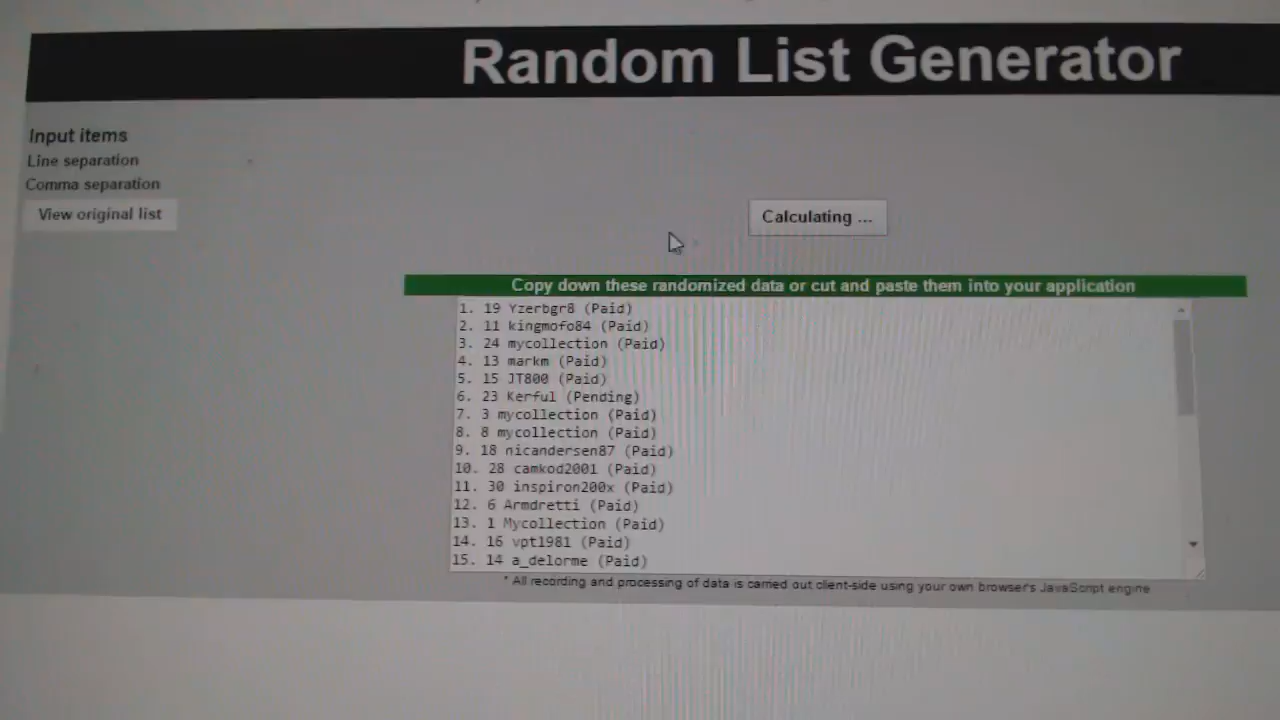 Random List Generator
Input items
Line separation
Comma separation
View original list
Calculating ...
Copy down these randomized data or cut and paste them into your application
1. 19 Yzerbgr8 (Paid)
2. 11 kingmofo84 (Paid)
3. 24 mycollection (Paid)
4. 13 markm (Paid)
5. 15 JT800 (Paid)
6. 23 Kerful (Pending)
7. 3 mycollection (Paid)
8. 8 mycollection (Paid)
9. 18 nicandersen87 (Paid)
10. 28 camkod2001 (Paid)
11. 30 inspiron200x (Paid)
12. 6 Armdretti (Paid)
13. 1 Mycollection (Paid)
14. 16 vpt1981 (Paid)
15. 14 a_delorme (Paid)
* All recording and processing of data is carried out client-side using your own browser's JavaScript engine